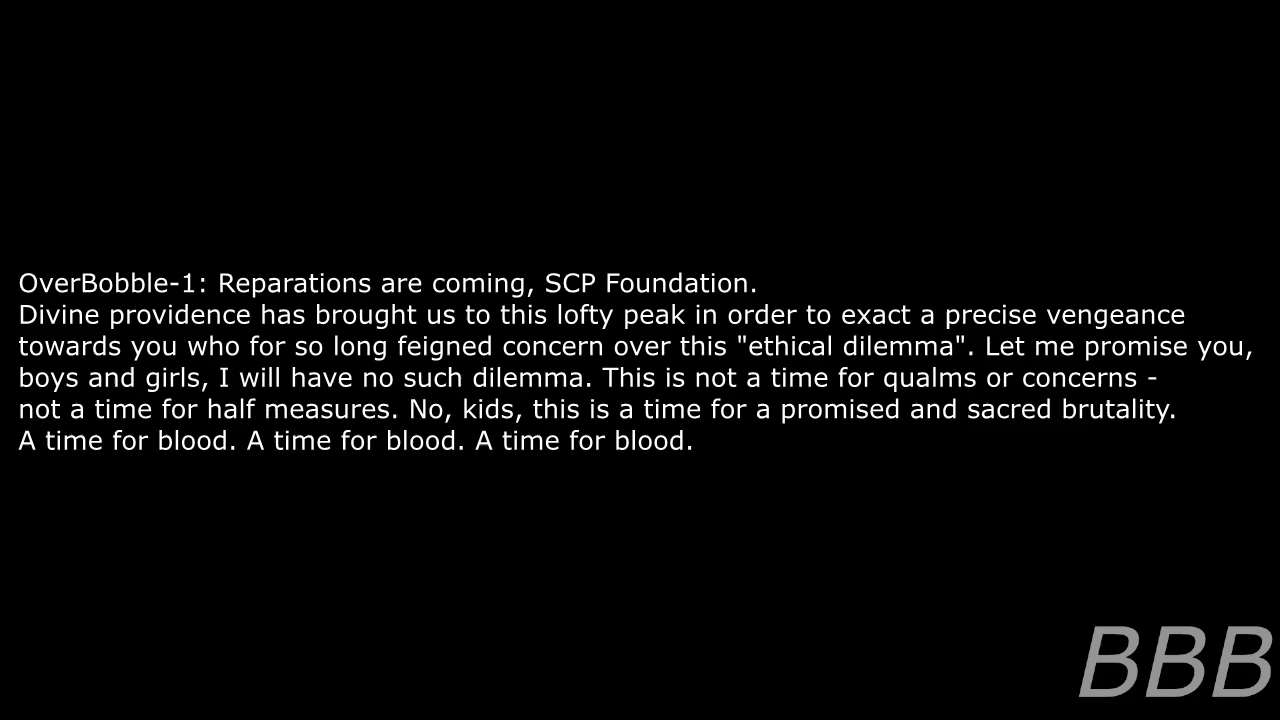 OverBobble-1: Reparations are coming, SCP Foundation.
Divine providence has brought us to this lofty peak in order to exact a precise vengeance
towards you who for so long feigned concern over this "ethical dilemma". Let me promise you,
boys and girls, I will have no such dilemma. This is not a time for qualms or concerns -
not a time for half measures. No, kids, this is a time for a promised and sacred brutality.
A time for blood. A time for blood. A time for blood.
BBB